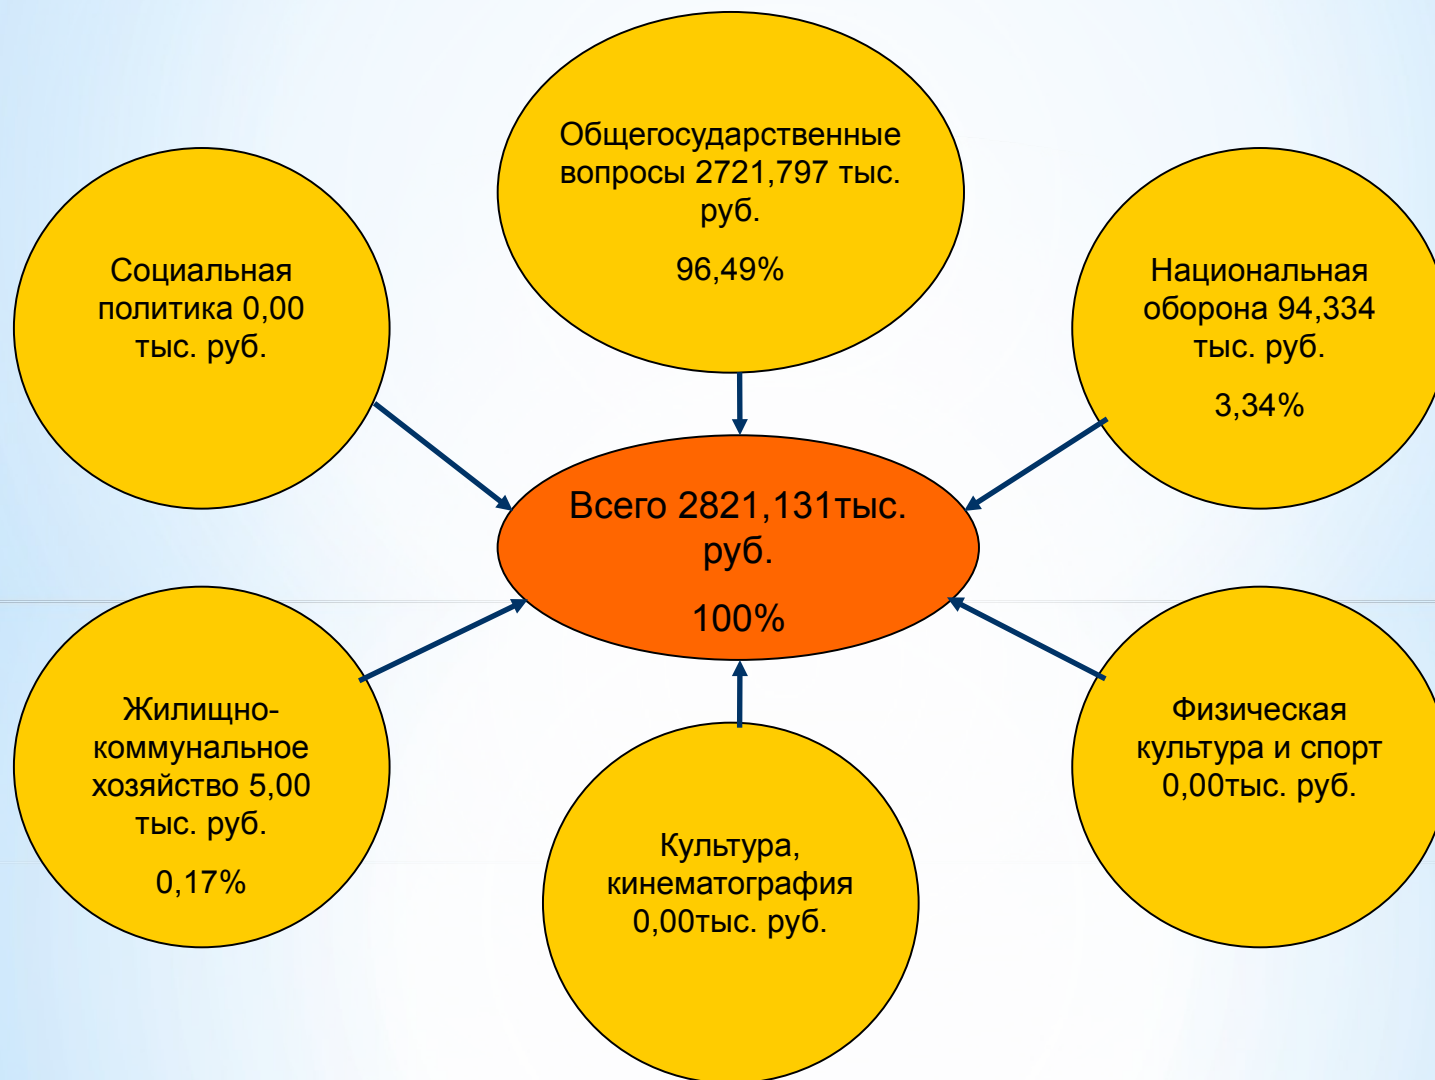 Общегосударственные
вопросы 2721,797 тыс.
руб.
96,49%
Социальная
политика 0,00
тыс. руб.
Национальная
оборона 94,334
тыс. руб.
3,34%
Всего 2821,131тыс.
руб.
100%
Жилищно-
коммунальное
хозяйство 5,00
тыс. руб.
0,17%
Культура,
кинематография
0,00тыс. руб.
Физическая
культура и спорт
0,00тыс. руб.